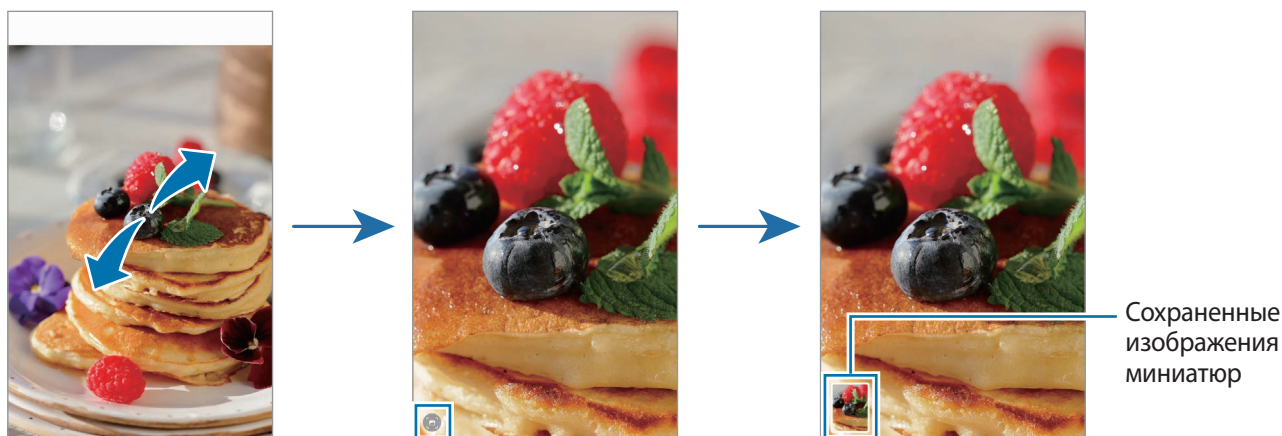 Сохраненные
изображения
миниатюр